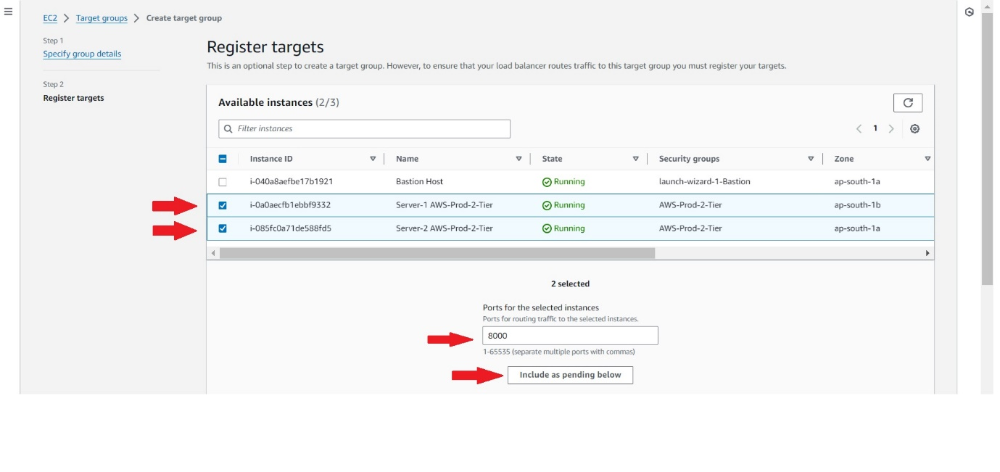 EC2 > Target groups > Create target group
Step 1
Specify group details
Step 2
Register targets
Register targets
This is an optional step to create a target group. However, to ensure that your load balancer routes traffic to this target group you must register your targets.
Available instances (2/3)
Filter instances
1
Instance ID Name State Security groups Zone
i-040a8aefbe17b1921 Bastion Host Running launch-wizard-1-Bastion ap-south-1a
i-0a0aecfb1ebbf9332 Server-1 AWS-Prod-2-Tier Running AWS-Prod-2-Tier ap-south-1b
i-085fc0a71de588fd5 Server-2 AWS-Prod-2-Tier Running AWS-Prod-2-Tier ap-south-1a
2 selected
Ports for the selected instances
Ports for routing traffic to the selected instances.
8000
1-65535 (separate multiple ports with commas)
Include as pending below